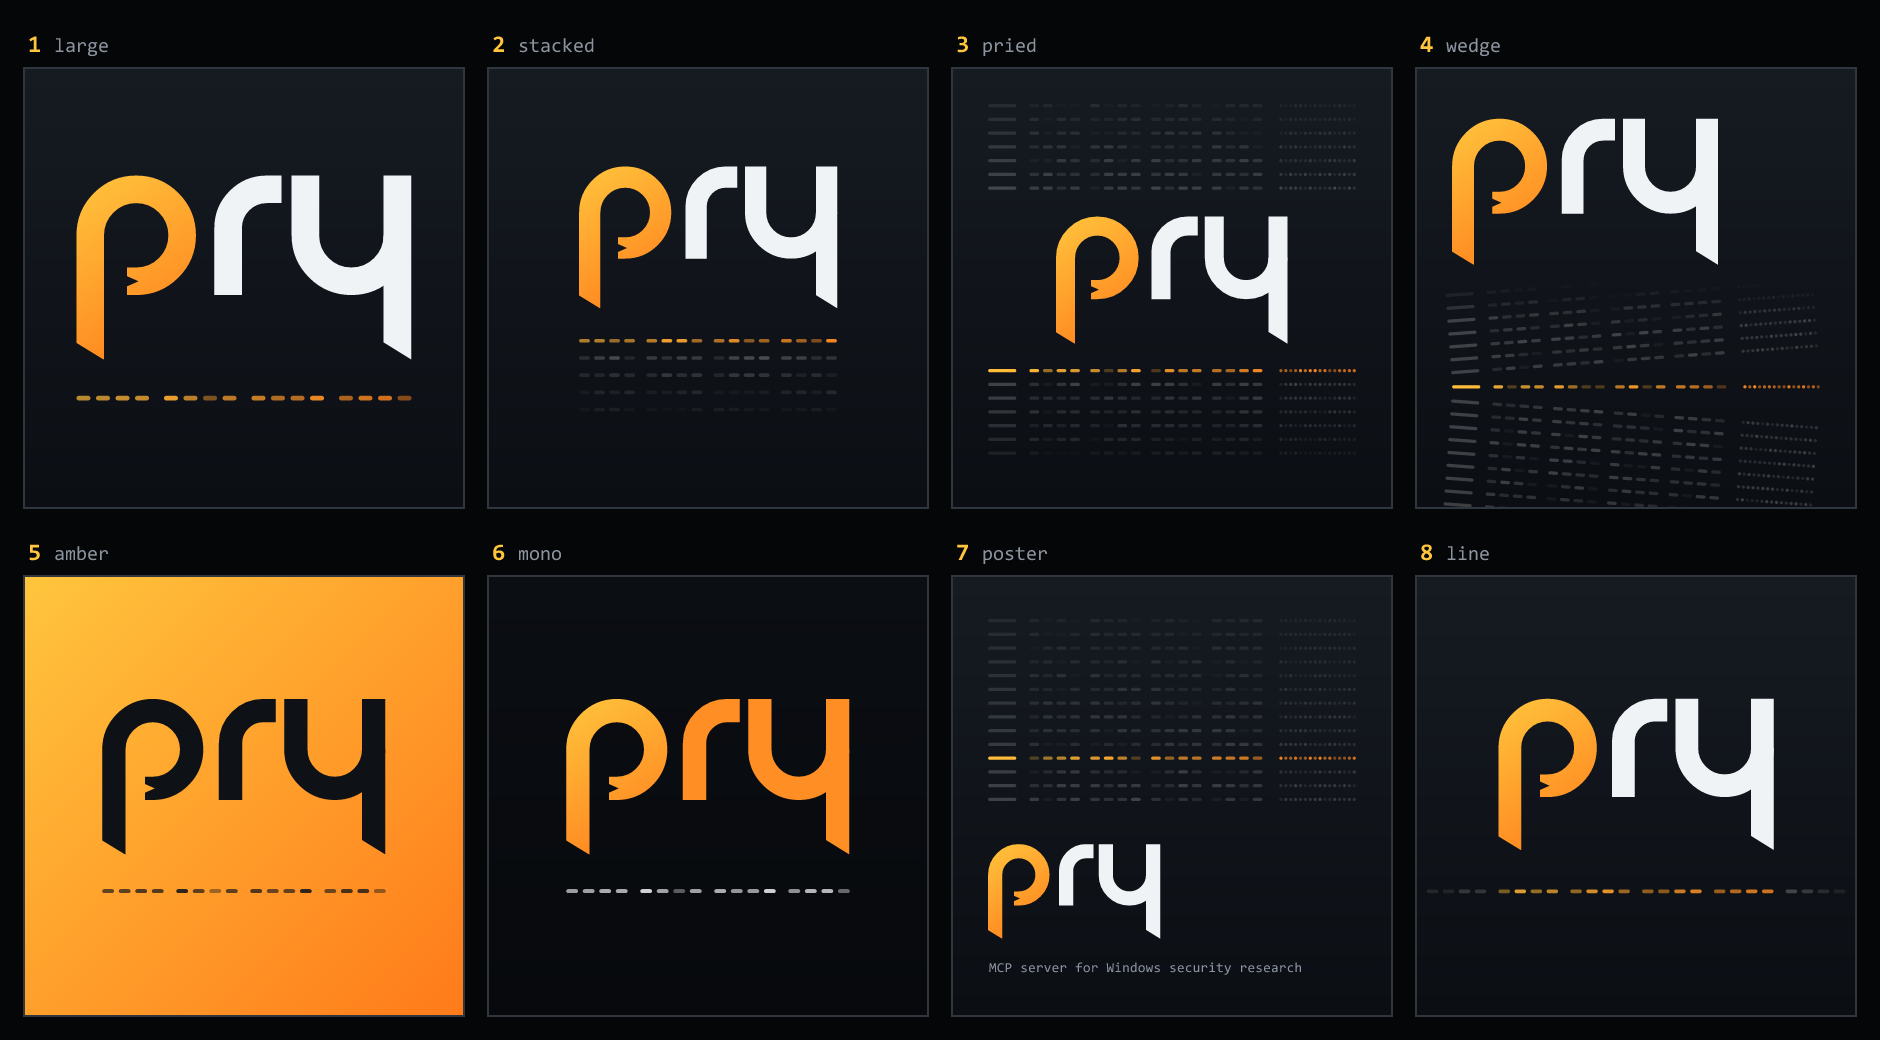 1 large
2 stacked
3 pried
4 wedge
pry
pry
pry
pry
5 amber
6 mono
7 poster
8 line
pry
pry
pry
pry
MCP server for Windows security research